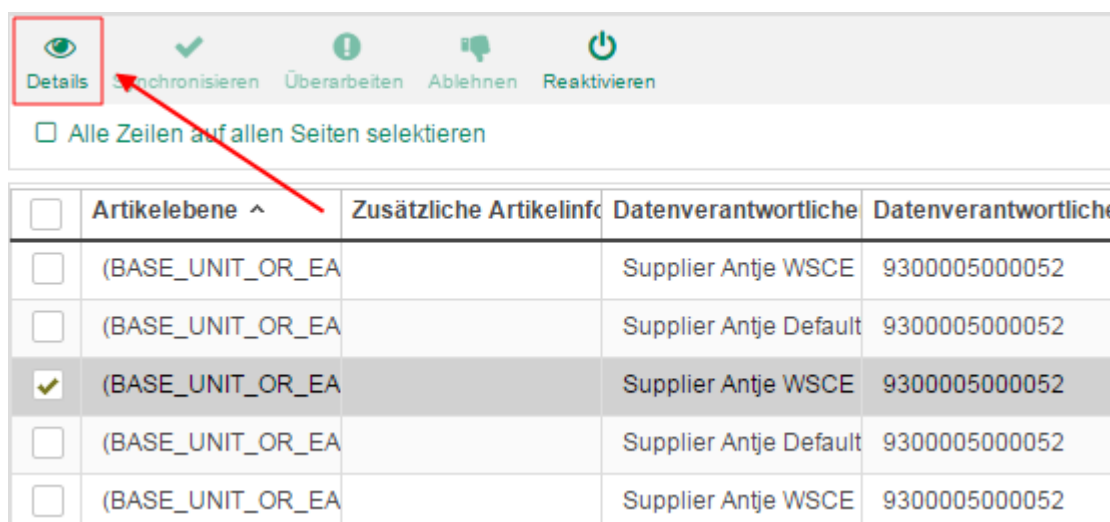 Details Synchronisieren Überarbeiten Ablehnen Reaktivieren
Alle Zeilen auf allen Seiten selektieren
Artikelebene Zusätzliche Artikelinfo Datenverantwortliche Datenverantwortliche
(BASE_UNIT_OR_EA Supplier Antje WSCE 9300005000052
(BASE_UNIT_OR_EA Supplier Antje Default 9300005000052
(BASE_UNIT_OR_EA Supplier Antje WSCE 9300005000052
(BASE_UNIT_OR_EA Supplier Antje Default 9300005000052
(BASE_UNIT_OR_EA Supplier Antje WSCE 9300005000052